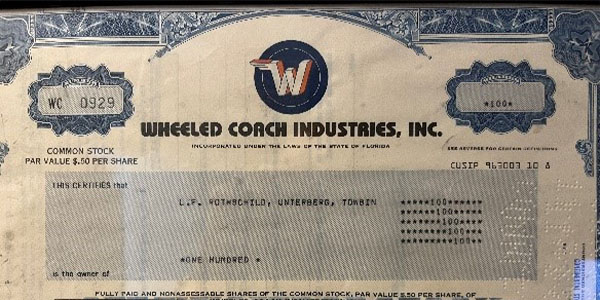 W
WC 0929
*100*
WHEELED COACH INDUSTRIES, INC.
INCORPORATED UNDER THE LAWS OF THE STATE OF FLORIDA
COMMON STOCK
PAR VALUE $.50 PER SHARE
SEE REVERSE FOR CERTAIN DEFINITIONS
CUSIP 963003 10 8
THIS CERTIFIES that
L.F. ROTHSCHILD, UNTERBERG, TOWBIN
*****100******
******100*****
*******100****
********100***
*********100**
*ONE HUNDRED *
is the owner of
FULLY PAID AND NONASSESSABLE SHARES OF THE COMMON STOCK, PAR VALUE $.50 PER SHARE, OF